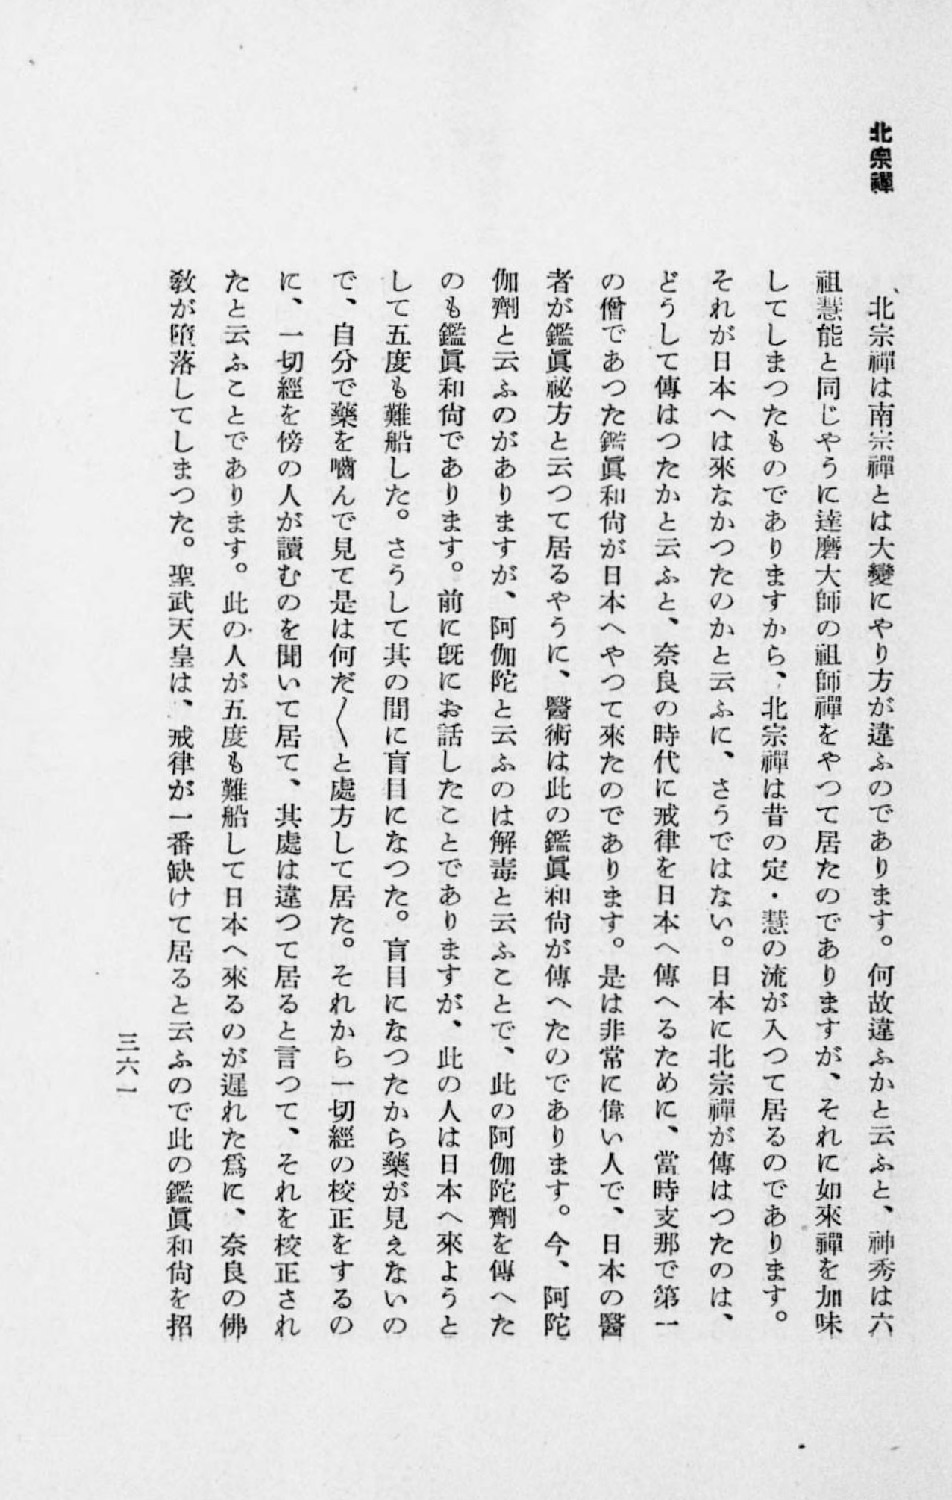 北宗禪
北宗禪は南宗禪とは大變にやり方が違ふのであります。何故違ふかと云ふと、神秀は六
祖慧能と同じやうに達磨大師の祖師禪をやつて居たのでありますが、それに如來禪を加味
してしまつたものでありますから、北宗禪は昔の定・慧の流が入つて居るのであります。
それが日本へは來なかつたのかと云ふに、さうではない。日本に北宗禪が傳はつたのは、
どうして傳はつたかと云ふと、奈良の時代に戒律を日本へ傳へるために、當時支那で第一
の僧であつた鑑眞和尙が日本へやつて來たのであります。是は非常に偉い人で、日本の醫
者が鑑眞祕方と云つて居るやうに、醫術は此の鑑眞和尙が傳へたのであります。今、阿陀
伽劑と云ふのがありますが、阿伽陀と云ふのは解毒と云ふことで、此の阿伽陀劑を傳へた
のも鑑眞和尙であります。前に旣にお話したことでありますが、此の人は日本へ來ようと
して五度も難船した。さうして其の間に盲目になつた。盲目になつたから藥が見えないの
で、自分で藥を嚙んで見て是は何だ〱と處方して居た。それから一切經の校正をするの
に、一切經を傍の人が讀むのを聞いて居て、其處は違つて居ると言つて、それを校正され
たと云ふことであります。此の人が五度も難船して日本へ來るのが遲れた爲に、奈良の佛
敎が墮落してしまつた。聖武天皇は、戒律が一番缺けて居ると云ふので此の鑑眞和尙を招
三六一